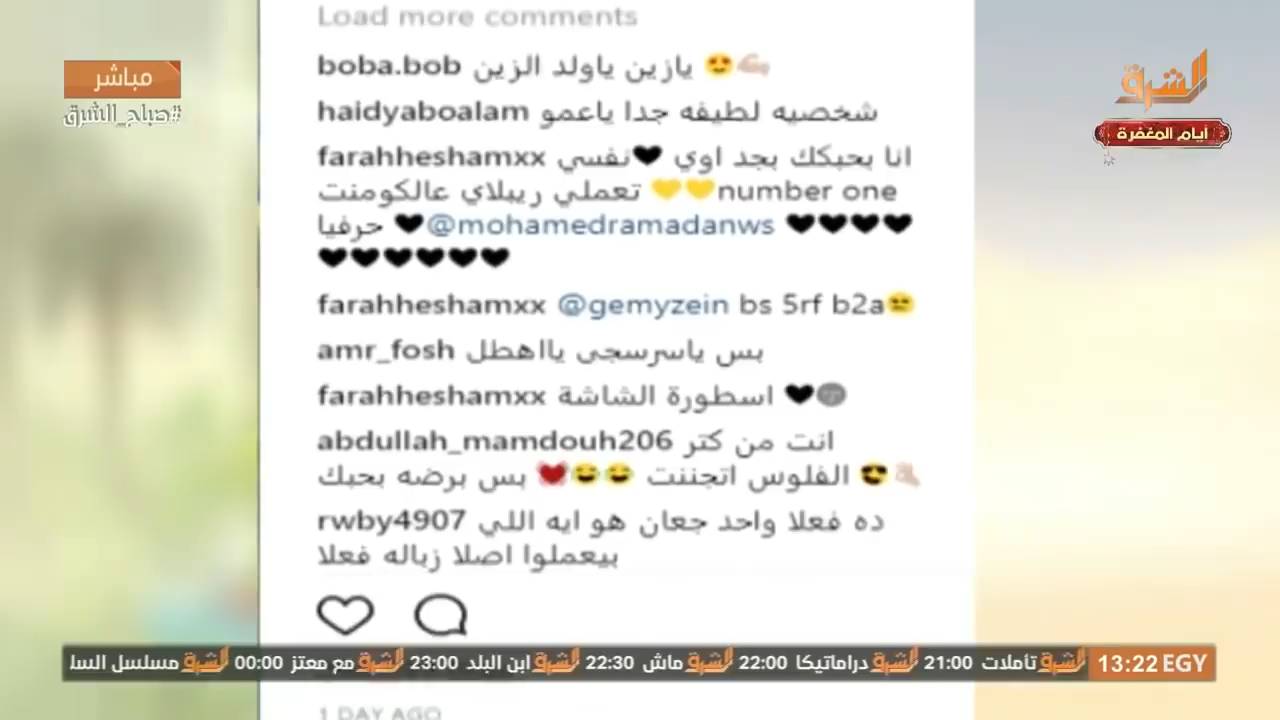 Load more comments
مباشر
#صباح_الشرق
الشرق
أيام المغفرة
boba.bob يازين ياولد الزين 😍💪🏻
haidyaboalam شخصيه لطيفه جدا ياعمو
farahheshamxx انا بحبكك بجد اوي ♥نفسي
تعملي ريبلاي عالكومنت 💛💛number one
حرفيا ♥@mohamedramadanws ♥♥♥♥
♥♥♥♥♥♥
farahheshamxx @gemyzein bs 5rf b2a😒
amr_fosh بس ياسرسجى يااهطل
farahheshamxx اسطورة الشاشة ♥
abdullah_mamdouh206 انت من كتر
الفلوس اتجننت 😂😂💓 بس برضه بحبك 😎
rwby4907 ده فعلا واحد جعان هو ايه اللي
بيعملوا اصلا زباله فعلا
13:22 EGY الشرق تأملات 21:00 الشرق دراماتيكا 22:00 الشرق ماش 22:30 الشرق ابن البلد 23:00 الشرق مع معتز 00:00 الشرق مسلسل السا
1 DAY AGO